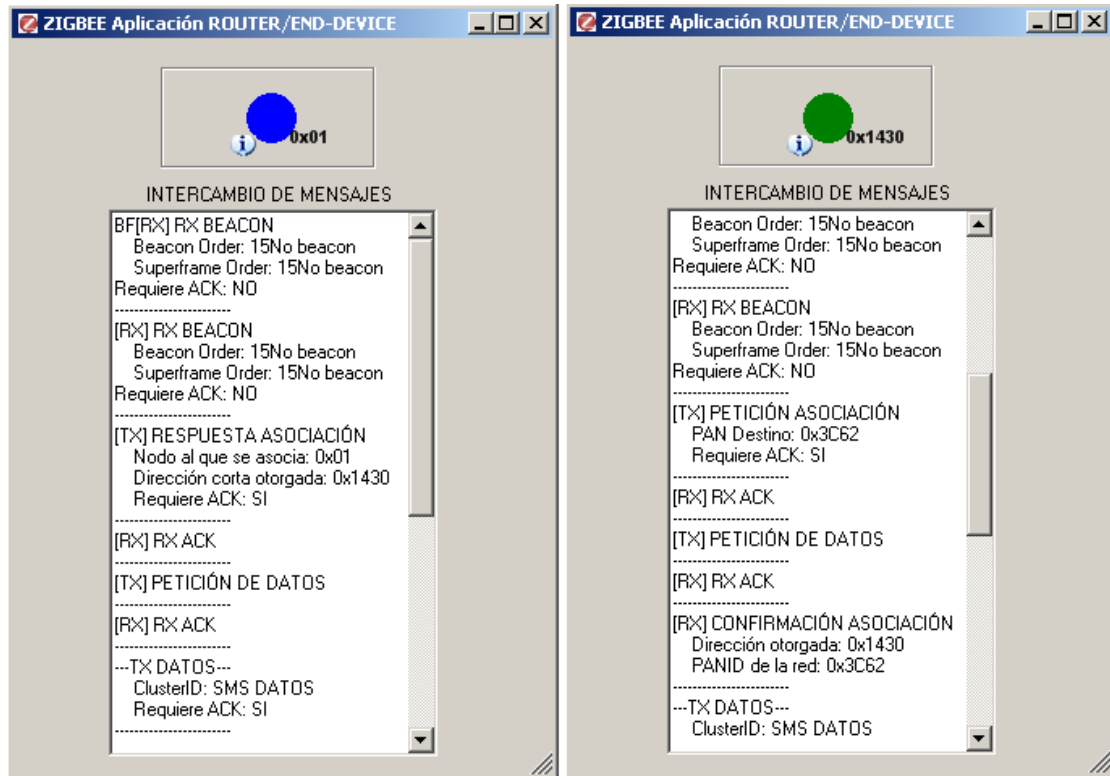 ZIGBEE Aplicación ROUTER/END-DEVICE
0x01
INTERCAMBIO DE MENSAJES
BF[RX] RX BEACON
Beacon Order: 15No beacon
Superframe Order: 15No beacon
Requiere ACK: NO
------------------------
[RX] RX BEACON
Beacon Order: 15No beacon
Superframe Order: 15No beacon
Requiere ACK: NO
------------------------
[TX] RESPUESTA ASOCIACIÓN
Nodo al que se asocia: 0x01
Dirección corta otorgada: 0x1430
Requiere ACK: SI
------------------------
[RX] RX ACK
------------------------
[TX] PETICIÓN DE DATOS
------------------------
[RX] RX ACK
------------------------
---TX DATOS---
ClusterID: SMS DATOS
Requiere ACK: SI
------------------------
ZIGBEE Aplicación ROUTER/END-DEVICE
0x1430
INTERCAMBIO DE MENSAJES
Beacon Order: 15No beacon
Superframe Order: 15No beacon
Requiere ACK: NO
------------------------
[RX] RX BEACON
Beacon Order: 15No beacon
Superframe Order: 15No beacon
Requiere ACK: NO
------------------------
[TX] PETICIÓN ASOCIACIÓN
PAN Destino: 0x3C62
Requiere ACK: SI
------------------------
[RX] RX ACK
------------------------
[TX] PETICIÓN DE DATOS
------------------------
[RX] RX ACK
------------------------
[RX] CONFIRMACIÓN ASOCIACIÓN
Dirección otorgada: 0x1430
PANID de la red: 0x3C62
------------------------
---TX DATOS---
ClusterID: SMS DATOS